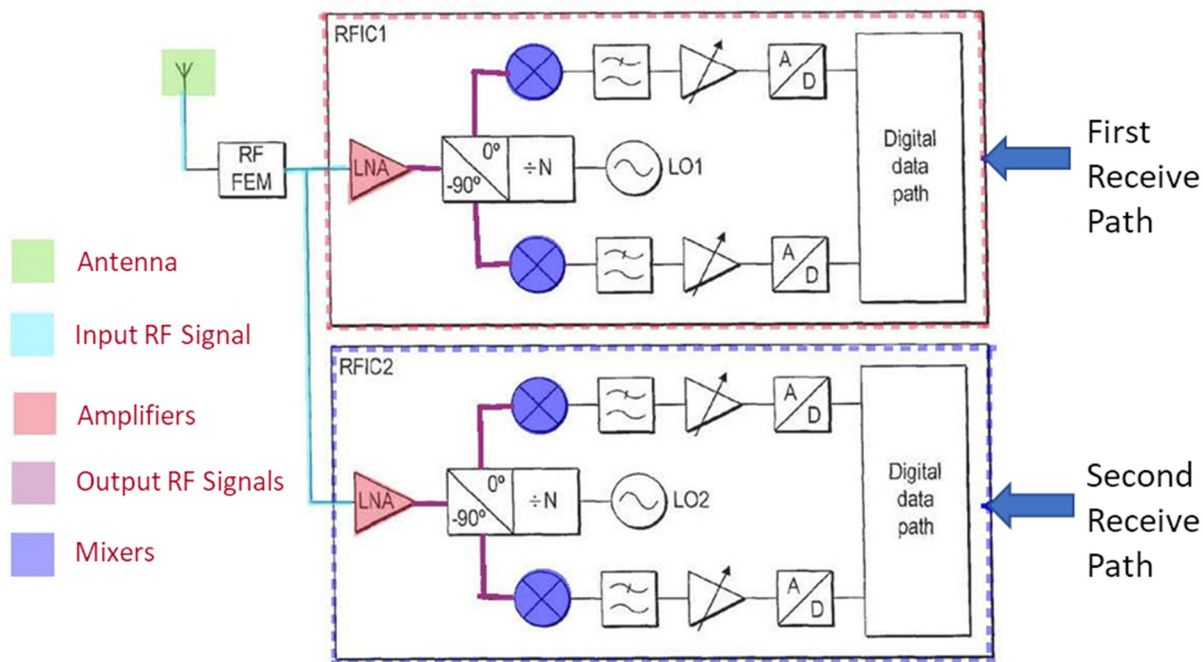 RFIC1
RF
FEM
LNA
0º
-90º
÷N
LO1
A
D
A
D
Digital
data
path
First
Receive
Path
Antenna
Input RF Signal
Amplifiers
Output RF Signals
Mixers
RFIC2
LNA
0º
-90º
÷N
LO2
A
D
A
D
Digital
data
path
Second
Receive
Path